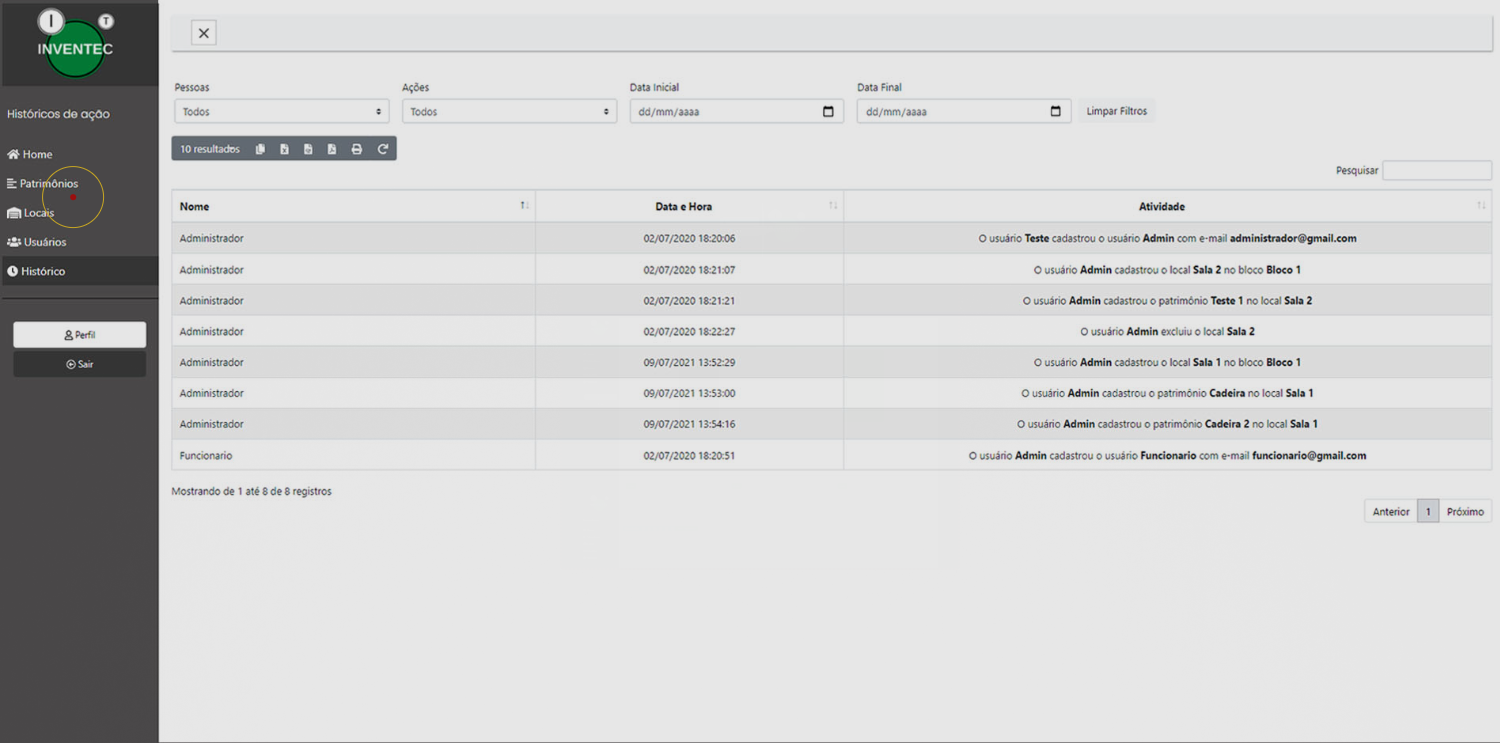 I T
INVENTEC
Históricos de ação
Home
Patrimônios
Locais
Usuários
Histórico
Perfil
Sair
Pessoas Ações Data Inicial Data Final
Todos Todos dd/mm/aaaa dd/mm/aaaa Limpar Filtros
10 resultados
Pesquisar
Nome Data e Hora Atividade
Administrador 02/07/2020 18:20:06 O usuário Teste cadastrou o usuário Admin com e-mail administrador@gmail.com
Administrador 02/07/2020 18:21:07 O usuário Admin cadastrou o local Sala 2 no bloco Bloco 1
Administrador 02/07/2020 18:21:21 O usuário Admin cadastrou o patrimônio Teste 1 no local Sala 2
Administrador 02/07/2020 18:22:27 O usuário Admin excluiu o local Sala 2
Administrador 09/07/2021 13:52:29 O usuário Admin cadastrou o local Sala 1 no bloco Bloco 1
Administrador 09/07/2021 13:53:00 O usuário Admin cadastrou o patrimônio Cadeira no local Sala 1
Administrador 09/07/2021 13:54:16 O usuário Admin cadastrou o patrimônio Cadeira 2 no local Sala 1
Funcionario 02/07/2020 18:20:51 O usuário Admin cadastrou o usuário Funcionario com e-mail funcionario@gmail.com
Mostrando de 1 até 8 de 8 registros
Anterior 1 Próximo